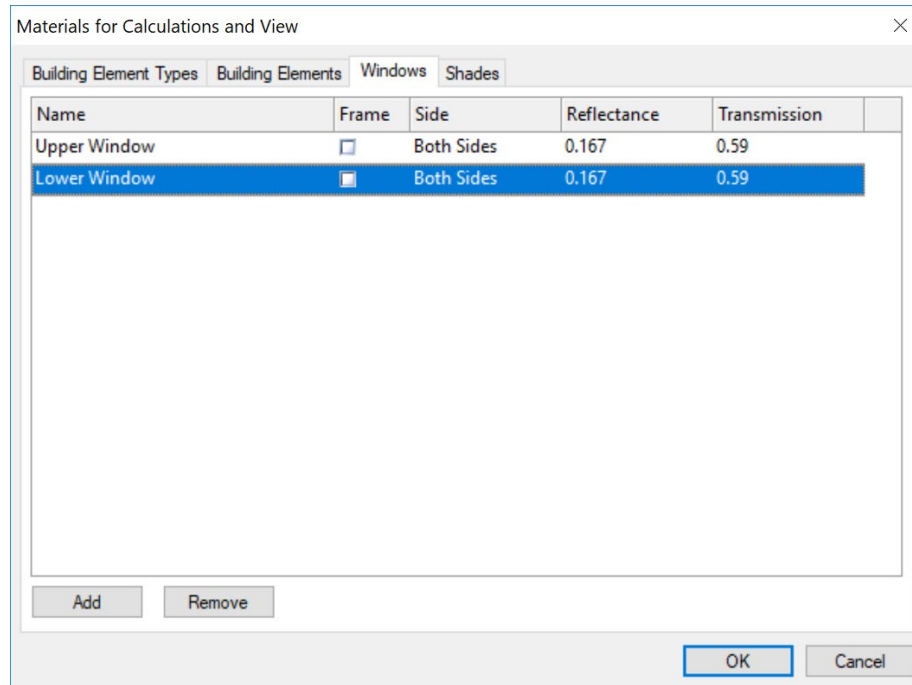 Materials for Calculations and View
Building Element Types Building Elements Windows Shades
Name Frame Side Reflectance Transmission
Upper Window Both Sides 0.167 0.59
Lower Window Both Sides 0.167 0.59
Add Remove
OK Cancel